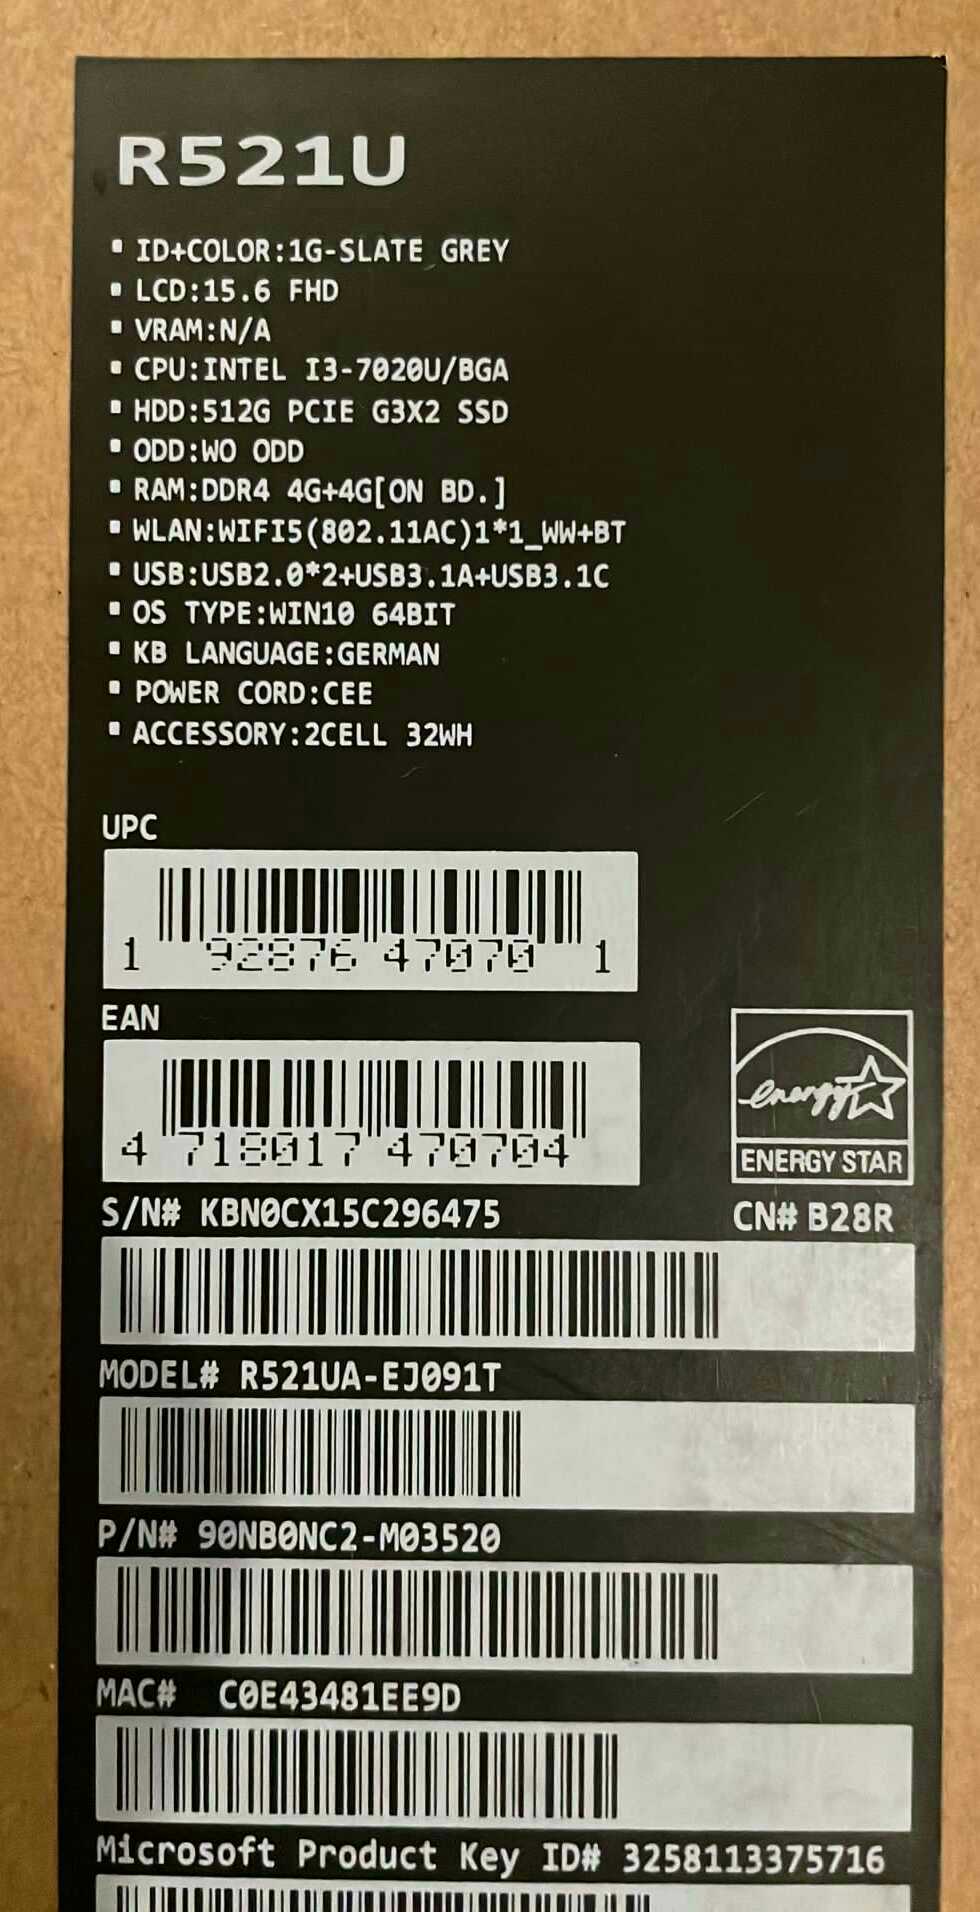 R521U
▪ ID+COLOR:1G-SLATE GREY
▪ LCD:15.6 FHD
▪ VRAM:N/A
▪ CPU:INTEL I3-7020U/BGA
▪ HDD:512G PCIE G3X2 SSD
▪ ODD:WO ODD
▪ RAM:DDR4 4G+4G[ON BD.]
▪ WLAN:WIFI5(802.11AC)1*1_WW+BT
▪ USB:USB2.0*2+USB3.1A+USB3.1C
▪ OS TYPE:WIN10 64BIT
▪ KB LANGUAGE:GERMAN
▪ POWER CORD:CEE
▪ ACCESSORY:2CELL 32WH
UPC
1 92876 47070 1
EAN
4 718017 470704
energy
ENERGY STAR
S/N# KBN0CX15C296475 CN# B28R
MODEL# R521UA-EJ091T
P/N# 90NB0NC2-M03520
MAC# C0E43481EE9D
Microsoft Product Key ID# 3258113375716